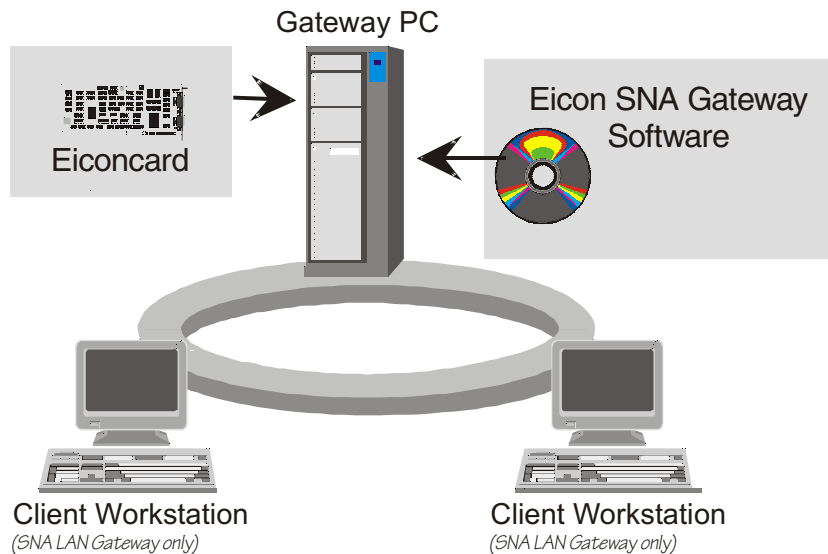 Gateway PC
Eiconcard
Eicon SNA Gateway
Software
Client Workstation
(SNA LAN Gateway only)
Client Workstation
(SNA LAN Gateway only)